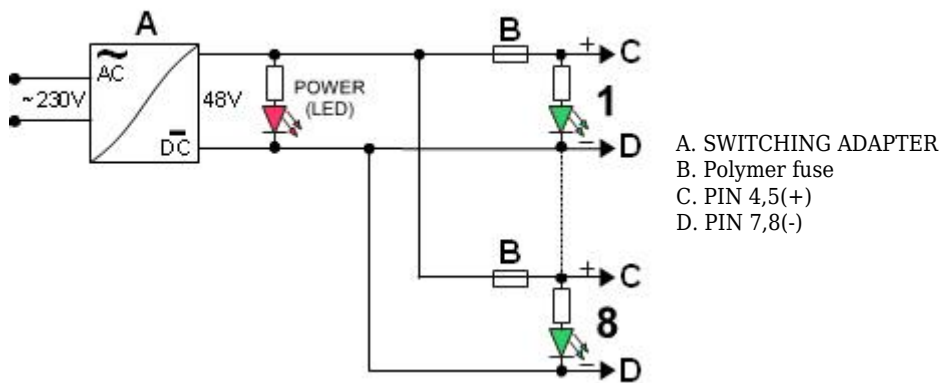 A
B
+ C
~ AC
~230V
48V
POWER
(LED)
1
− DC
− D
A. SWITCHING ADAPTER
B. Polymer fuse
C. PIN 4,5(+)
D. PIN 7,8(-)
B
+ C
8
− D